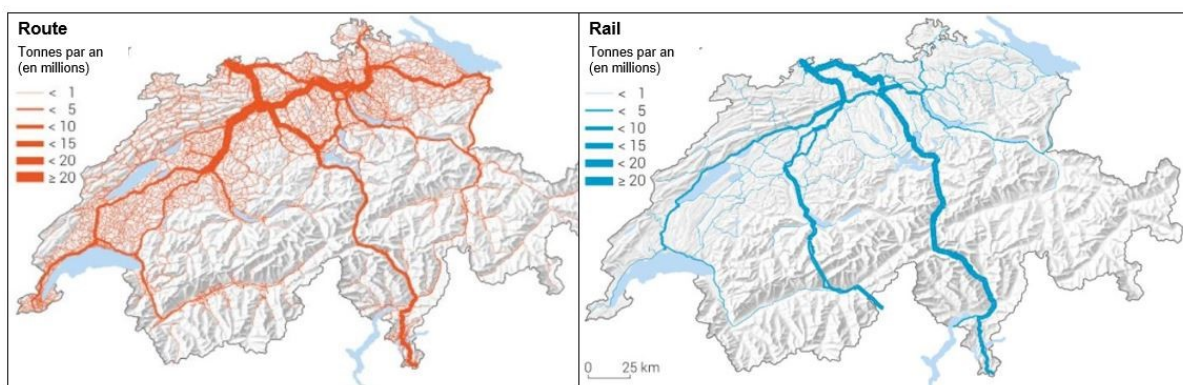 Route
Tonnes par an
(en millions)
< 1
< 5
< 10
< 15
< 20
≥ 20
Rail
Tonnes par an
(en millions)
< 1
< 5
< 10
< 15
< 20
≥ 20
0 25 km